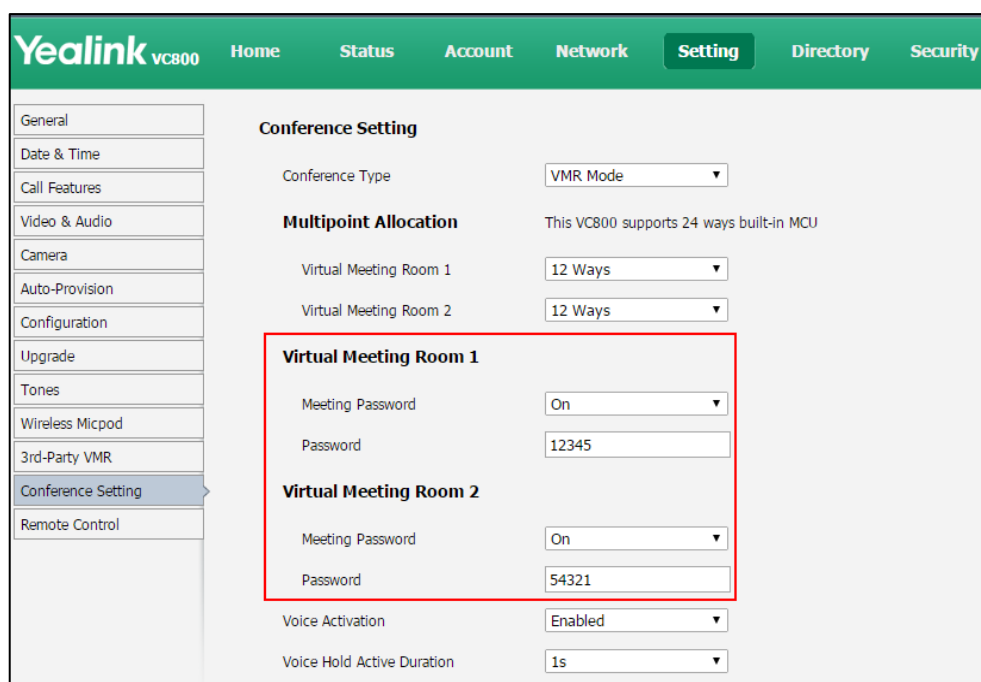 Yealink VC800 Home Status Account Network Setting Directory Security
General
Date & Time
Call Features
Video & Audio
Camera
Auto-Provision
Configuration
Upgrade
Tones
Wireless Micpod
3rd-Party VMR
Conference Setting
Remote Control
Conference Setting
Conference Type VMR Mode
Multipoint Allocation This VC800 supports 24 ways built-in MCU
Virtual Meeting Room 1 12 Ways
Virtual Meeting Room 2 12 Ways
Virtual Meeting Room 1
Meeting Password On
Password 12345
Virtual Meeting Room 2
Meeting Password On
Password 54321
Voice Activation Enabled
Voice Hold Active Duration 1s